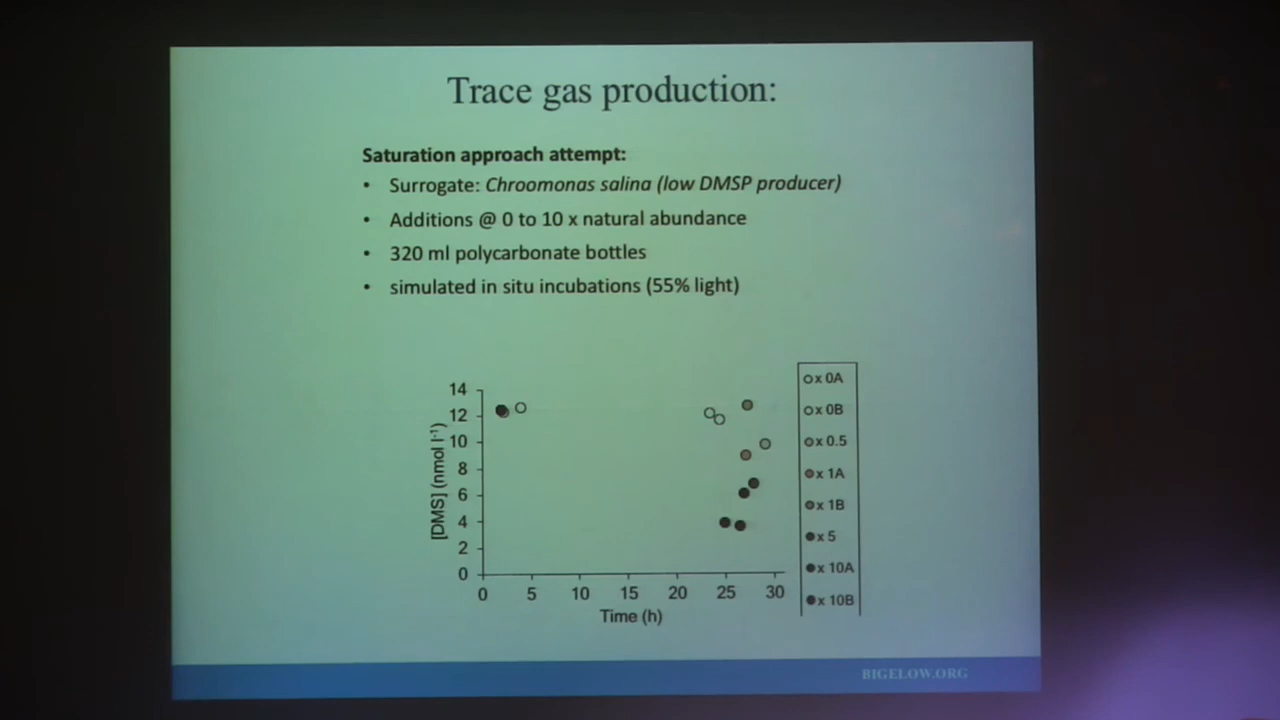 Trace gas production:
Saturation approach attempt:
• Surrogate: Chroomonas salina (low DMSP producer)
• Additions @ 0 to 10 x natural abundance
• 320 ml polycarbonate bottles
• simulated in situ incubations (55% light)
14
12
10
8
6
4
2
0
[DMS] (nmol l-1)
0 5 10 15 20 25 30
Time (h)
x 0A
x 0B
x 0.5
x 1A
x 1B
x 5
x 10A
x 10B
BIGELOW.ORG